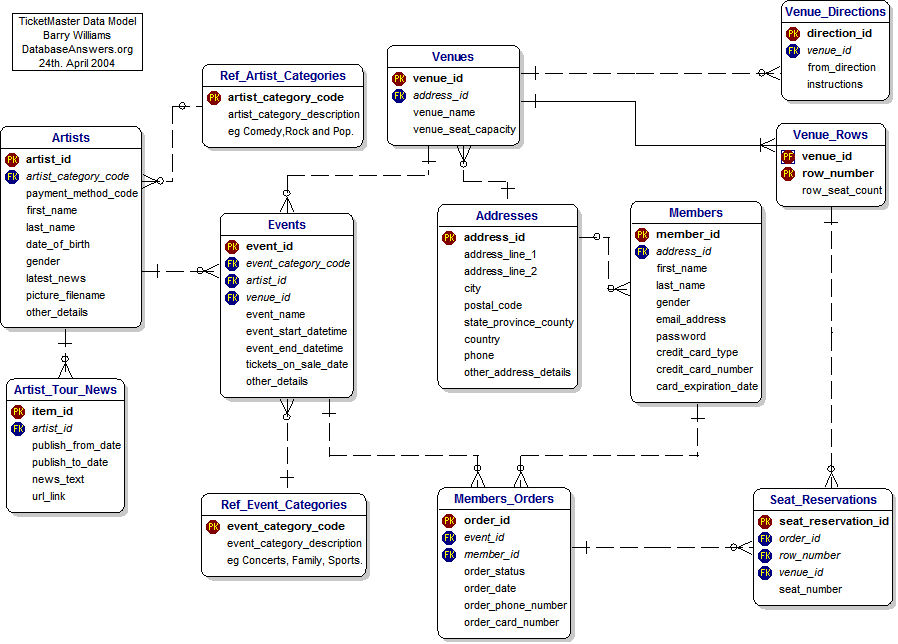 TicketMaster Data Model
Barry Williams
DatabaseAnswers.org
24th. April 2004
Ref_Artist_Categories
PK artist_category_code
artist_category_description
eg Comedy,Rock and Pop.
Venues
PK venue_id
FK address_id
venue_name
venue_seat_capacity
Venue_Directions
PK direction_id
FK venue_id
from_direction
instructions
Artists
PK artist_id
FK artist_category_code
payment_method_code
first_name
last_name
date_of_birth
gender
latest_news
picture_filename
other_details
Venue_Rows
PF venue_id
PK row_number
row_seat_count
Events
PK event_id
FK event_category_code
FK artist_id
FK venue_id
event_name
event_start_datetime
event_end_datetime
tickets_on_sale_date
other_details
Addresses
PK address_id
address_line_1
address_line_2
city
postal_code
state_province_county
country
phone
other_address_details
Members
PK member_id
FK address_id
first_name
last_name
gender
email_address
password
credit_card_type
credit_card_number
card_expiration_date
Artist_Tour_News
PK item_id
FK artist_id
publish_from_date
publish_to_date
news_text
url_link
Ref_Event_Categories
PK event_category_code
event_category_description
eg Concerts, Family, Sports.
Members_Orders
PK order_id
FK event_id
FK member_id
order_status
order_date
order_phone_number
order_card_number
Seat_Reservations
PK seat_reservation_id
FK order_id
FK row_number
FK venue_id
seat_number